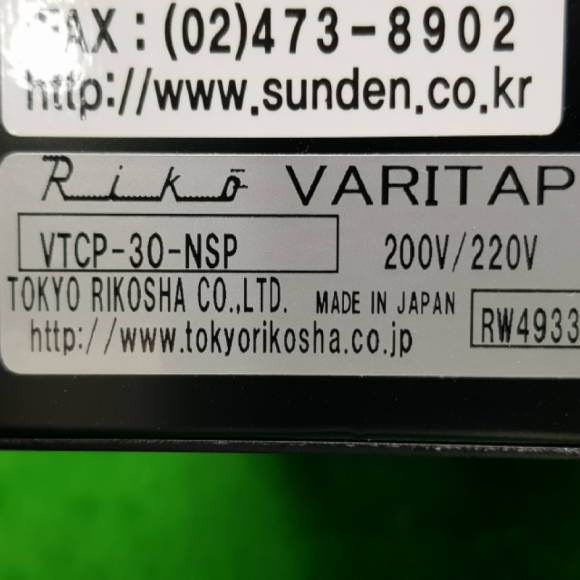 FAX : (02)473-8902
http://www.sunden.co.kr
Rikō VARITAP
VTCP-30-NSP 200V/220V
TOKYO RIKOSHA CO.,LTD. MADE IN JAPAN
http://www.tokyorikosha.co.jp RW4933